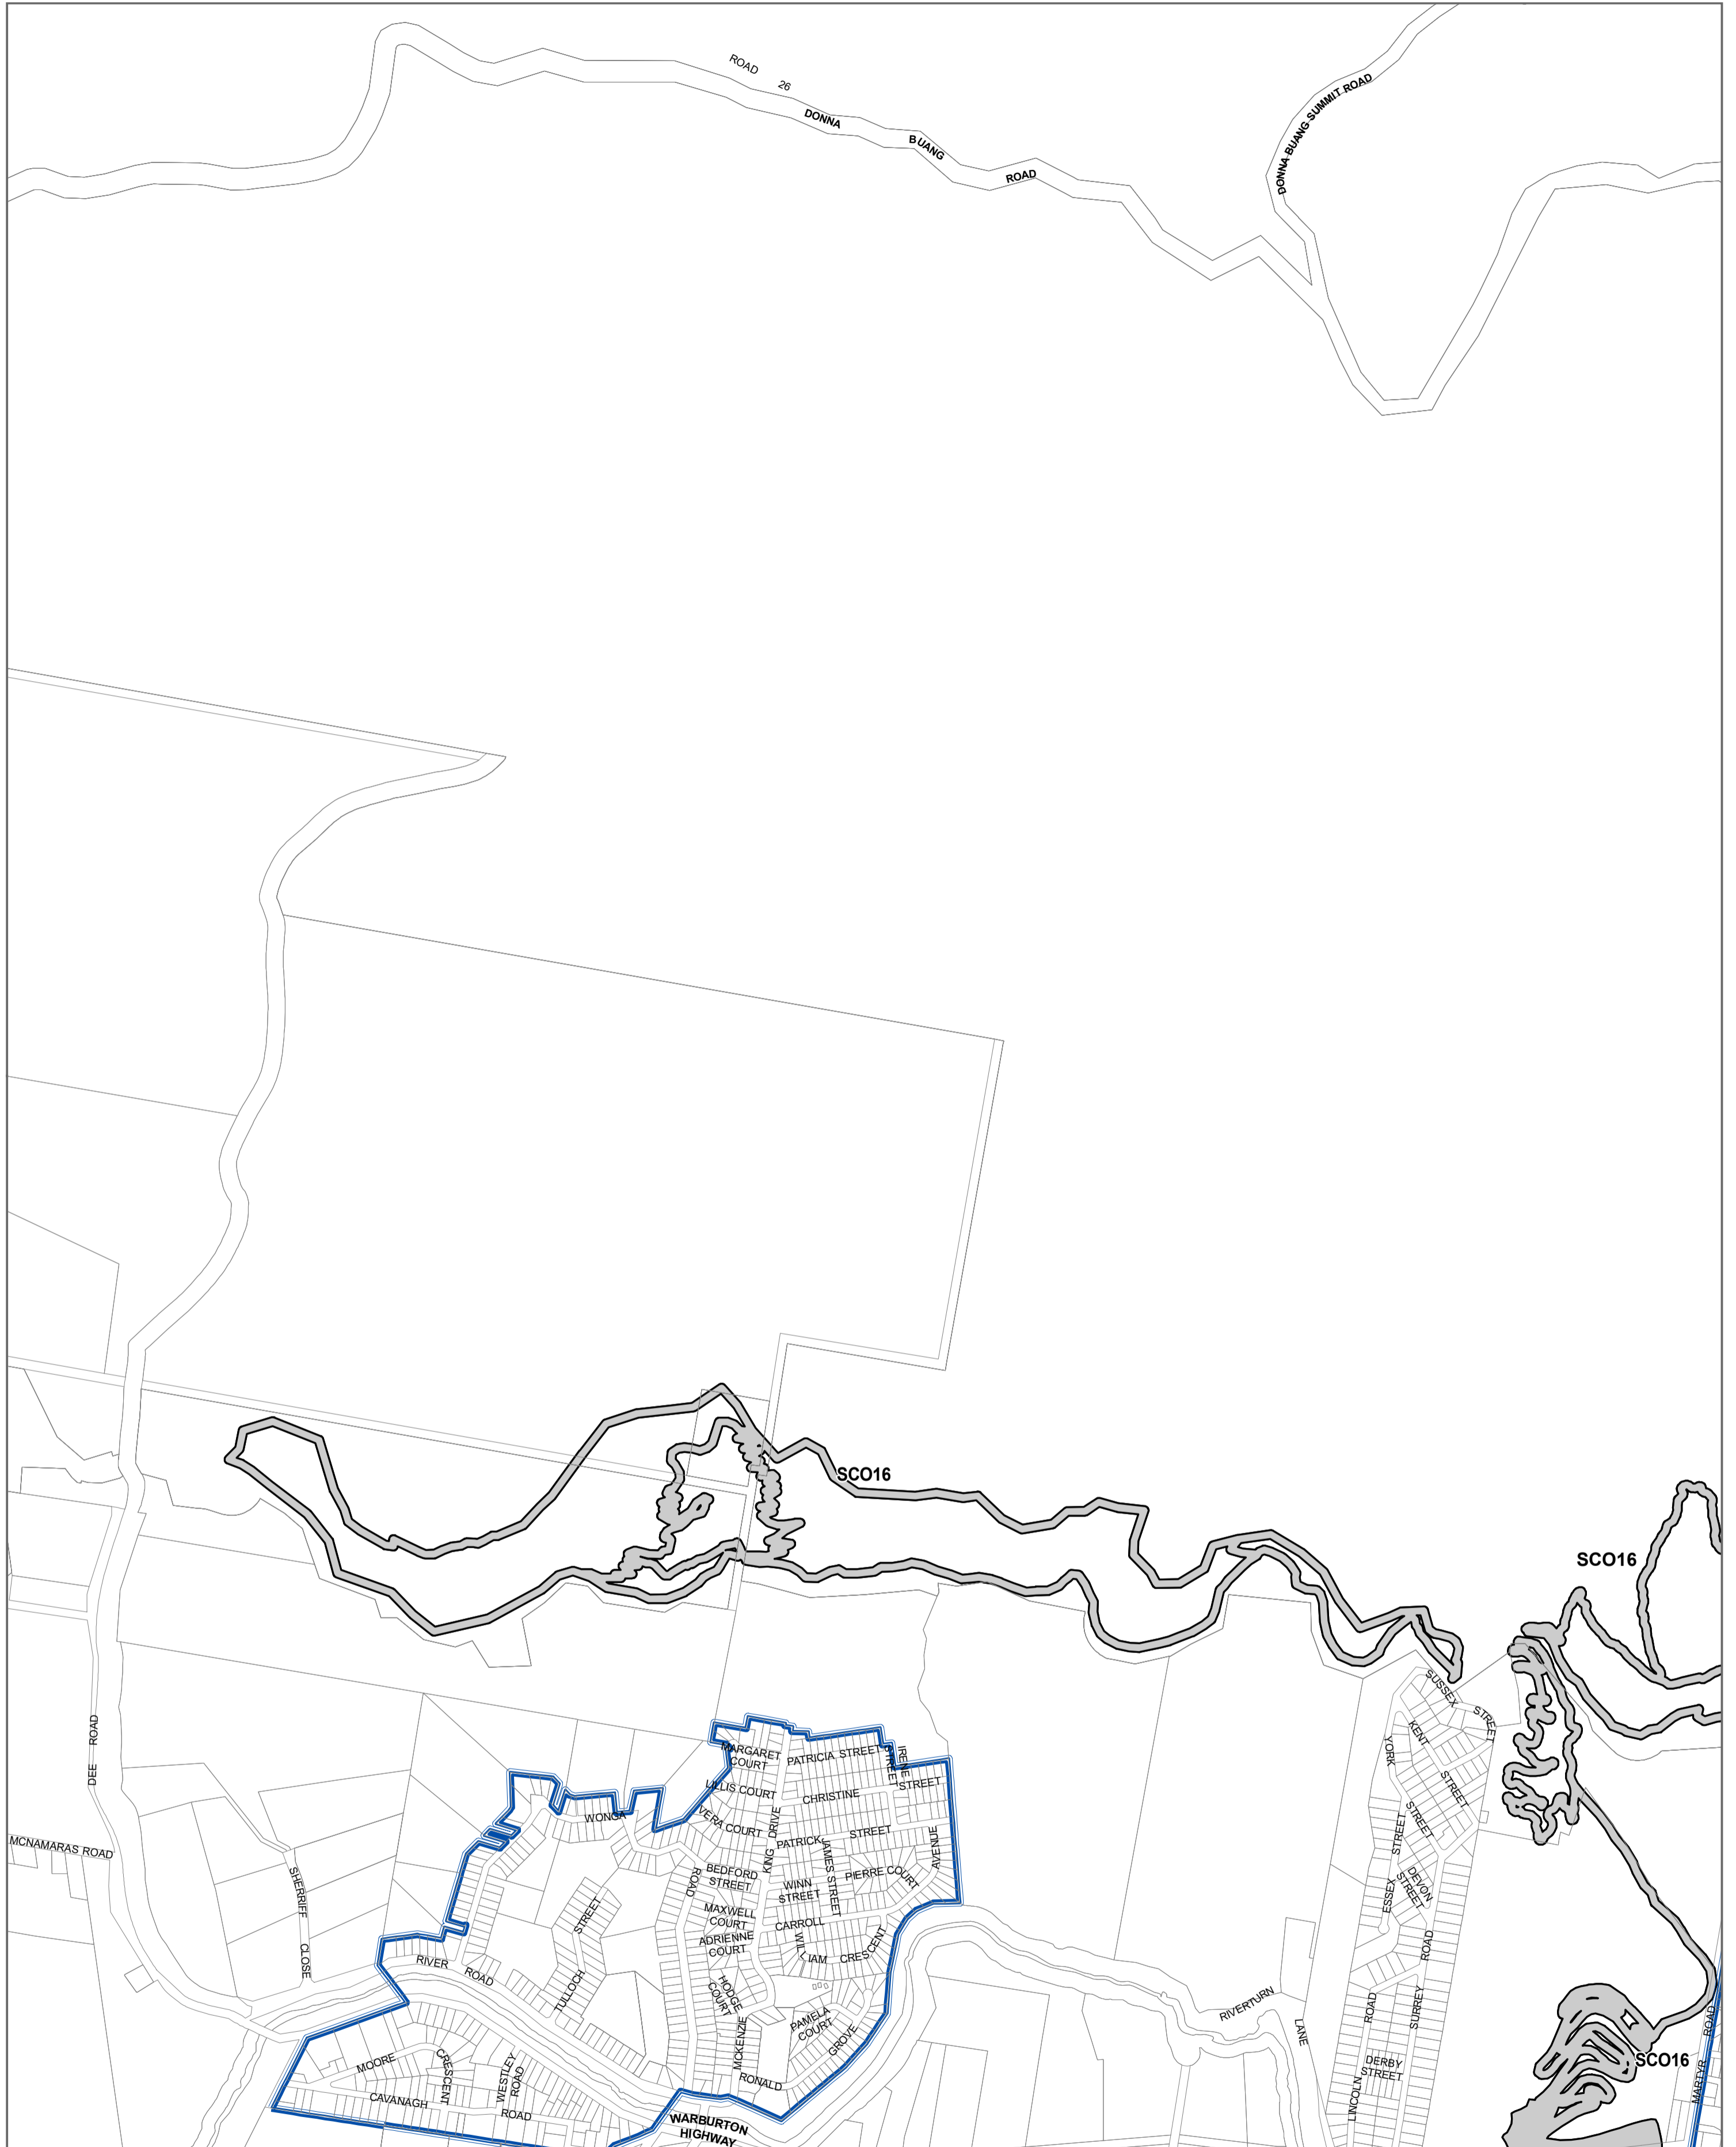 ROAD 26
DONNA BUANG ROAD
DONNA BUANG SUMMIT ROAD
SCO16
SCO16
SUSSEX STREET
KENT STREET
YORK STREET
STREET
DEE ROAD
MARGARET
COURT
PATRICIA STREET
IRENE
STREET
LILLIS COURT
CHRISTINE STREET
WONGA ROAD
VERA COURT
KING DRIVE
PATRICK STREET
JAMES STREET
AVENUE
MCNAMARAS ROAD
BEDFORD
STREET
WINN
STREET
PIERRE COURT
SHERRIFF CLOSE
STREET
TULLOCH
MAXWELL
COURT
CARROLL
ADRIENNE
COURT
WILLIAM CRESCENT
ESSEX
DEVON
STREET
RIVER ROAD
HODGE
COURT
PAMELA
COURT
GROVE
RONALD
MCKENZIE
RIVERTURN
LANE
ROAD
SURREY
ROAD
LINCOLN
DERBY
STREET
MOORE CRESCENT
WESTLEY
ROAD
CAVANAGH ROAD
WARBURTON
HIGHWAY
SCO16
MARTYR ROAD